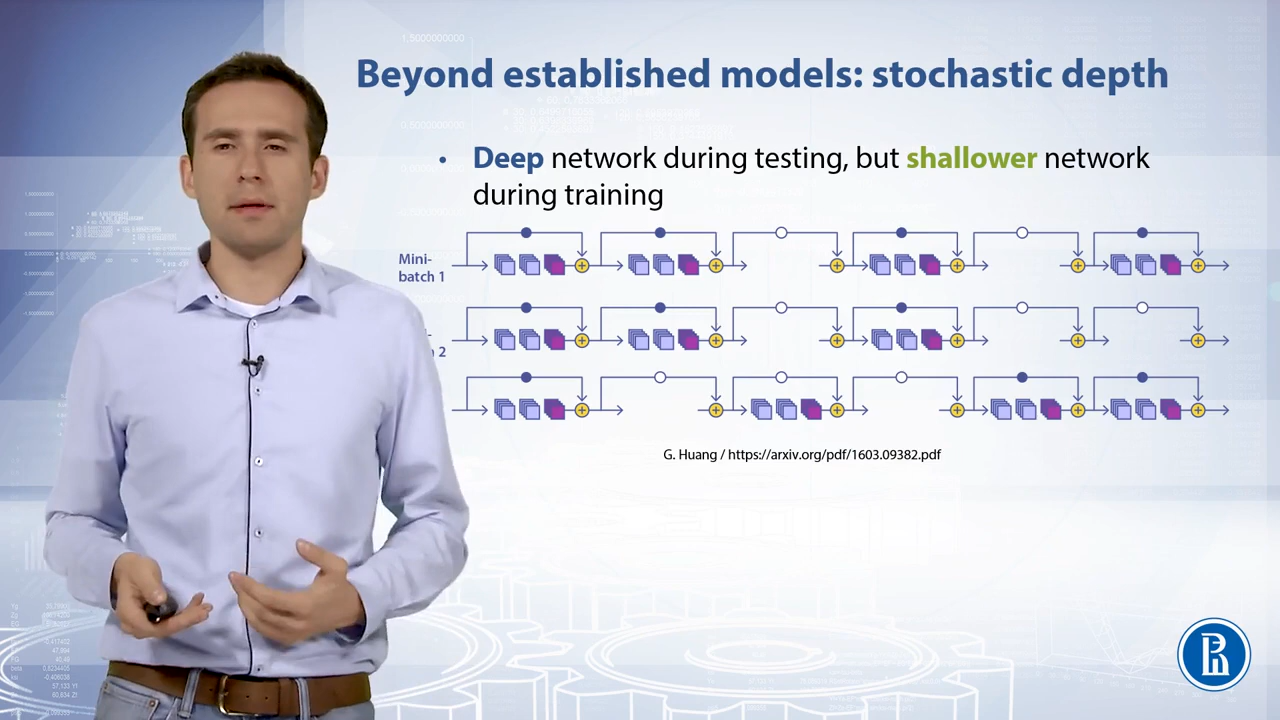 Beyond established models: stochastic depth
• Deep network during testing, but shallower network
during training
Mini-
batch 1
2
G. Huang / https://arxiv.org/pdf/1603.09382.pdf